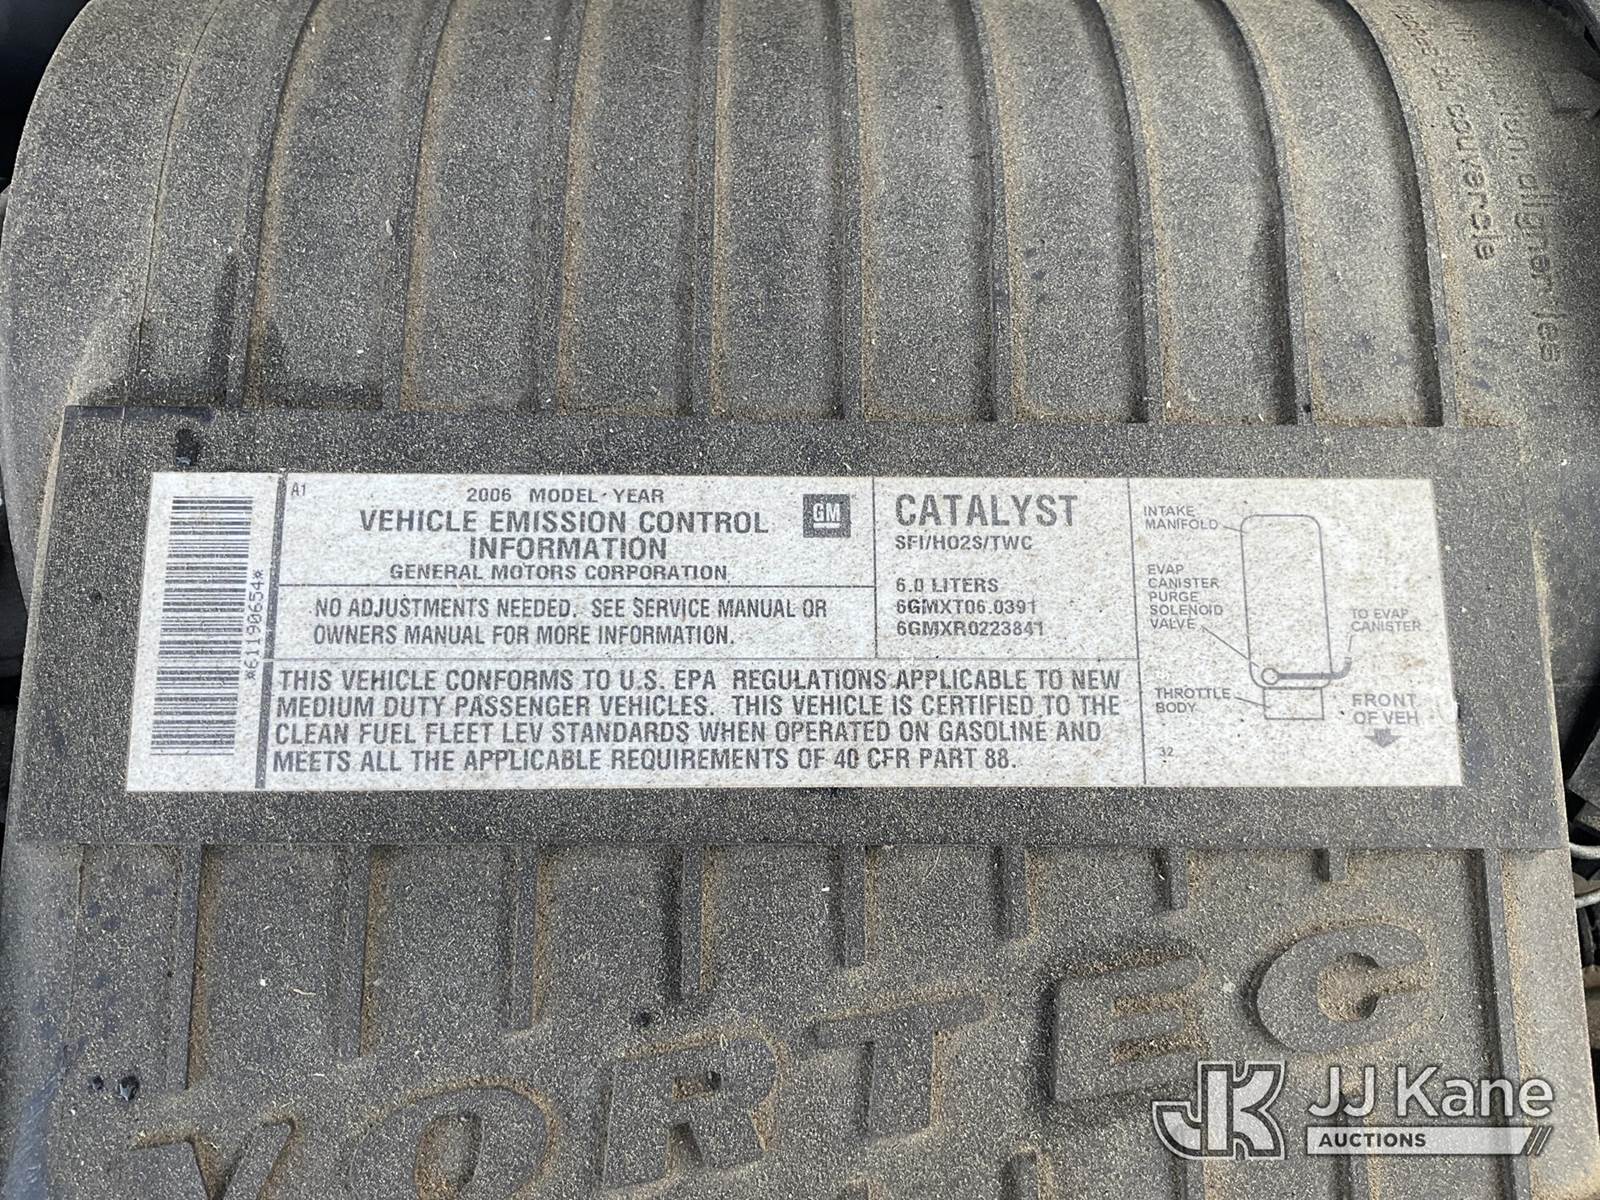 A1
2006 MODEL YEAR
VEHICLE EMISSION CONTROL
INFORMATION
GENERAL MOTORS CORPORATION
GM
NO ADJUSTMENTS NEEDED. SEE SERVICE MANUAL OR
OWNERS MANUAL FOR MORE INFORMATION.
*611190654*
CATALYST
SFI/HO2S/TWC
6.0 LITERS
6GMXT06.0391
6GMXR0223841
THIS VEHICLE CONFORMS TO U.S. EPA REGULATIONS APPLICABLE TO NEW
MEDIUM DUTY PASSENGER VEHICLES. THIS VEHICLE IS CERTIFIED TO THE
CLEAN FUEL FLEET LEV STANDARDS WHEN OPERATED ON GASOLINE AND
MEETS ALL THE APPLICABLE REQUIREMENTS OF 40 CFR PART 88.
INTAKE
MANIFOLD
EVAP
CANISTER
PURGE
SOLENOID
VALVE
TO EVAP
CANISTER
THROTTLE
BODY
FRONT
OF VEH
32
VORTEC
JK
JJ Kane
AUCTIONS